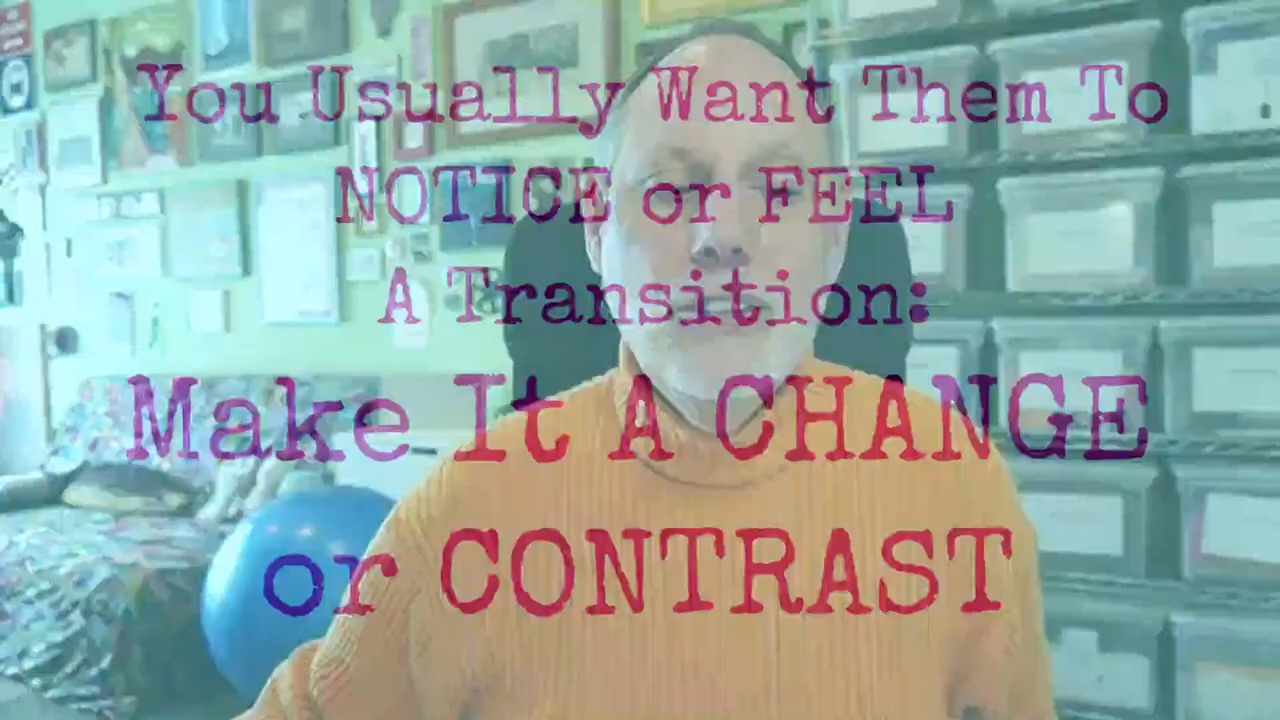 You Usually Want Them To
NOTICE or FEEL
A Transition:
Make It A CHANGE
or CONTRAST